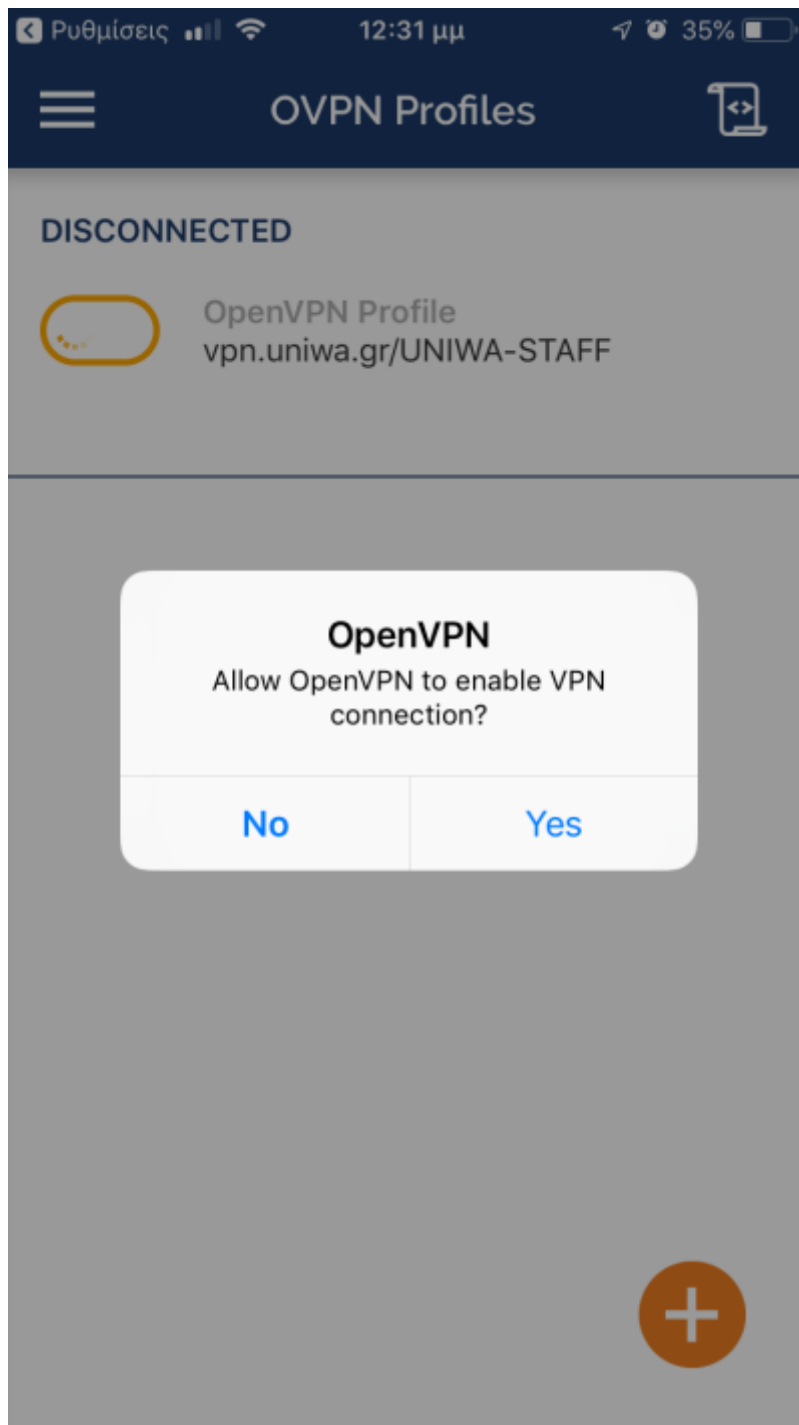 Ρυθμίσεις 12:31 μμ 35%
OVPN Profiles
DISCONNECTED
OpenVPN Profile
vpn.uniwa.gr/UNIWA-STAFF
OpenVPN
Allow OpenVPN to enable VPN
connection?
No Yes